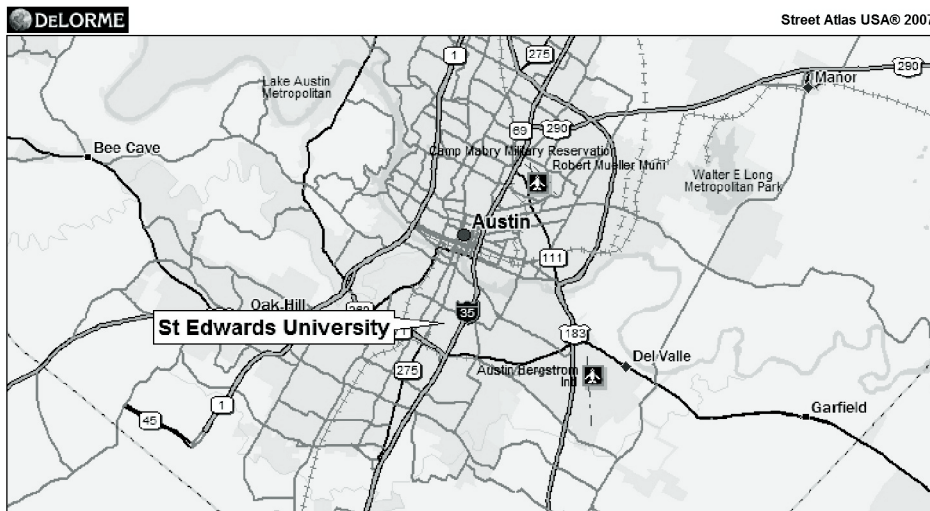 DELORME
Street Atlas USA® 2007
1
275
290
Manor
Lake Austin
Metropolitan
69
290
Bee Cave
Camp Mabry Military Reservation
Robert Mueller Muni
Walter E Long
Metropolitan Park
Austin
111
Oak Hill
35
St Edwards University
183
Del Valle
275
Austin Bergstrom
Intl
1
45
Garfield